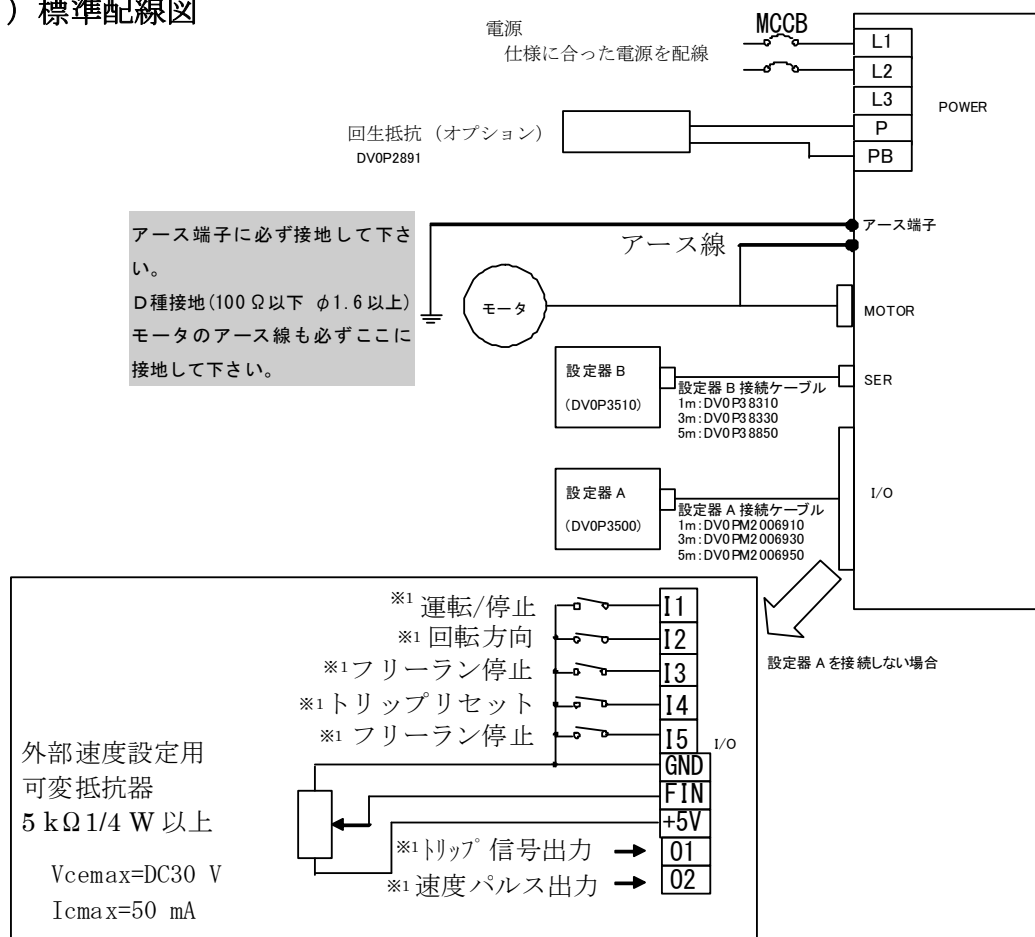 ）標準配線図
電源
仕様に合った電源を配線
MCCB
L1
L2
L3
P
PB
POWER
回生抵抗（オプション）
DV0P2891
アース端子に必ず接地して下さ
い。
D種接地(100 Ω以下 φ1.6以上)
モータのアース線も必ずここに
接地して下さい。
アース線
アース端子
モータ
MOTOR
設定器 B
(DV0P3510)
設定器 B 接続ケーブル
1m:DV0P38310
3m:DV0P38330
5m:DV0P38850
SER
設定器 A
(DV0P3500)
設定器 A 接続ケーブル
1m:DV0PM2006910
3m:DV0PM2006930
5m:DV0PM2006950
I/O
設定器 A を接続しない場合
※1 運転/停止
I1
※1 回転方向
I2
※1フリーラン停止
I3
※1トリップリセット
I4
※1 フリーラン停止
I5
I/O
GND
FIN
+5V
外部速度設定用
可変抵抗器
5 kΩ 1/4 W 以上
※1ﾄﾘｯﾌﾟ 信号出力
O1
※1 速度パルス出力
O2
Vcemax=DC30 V
Icmax=50 mA